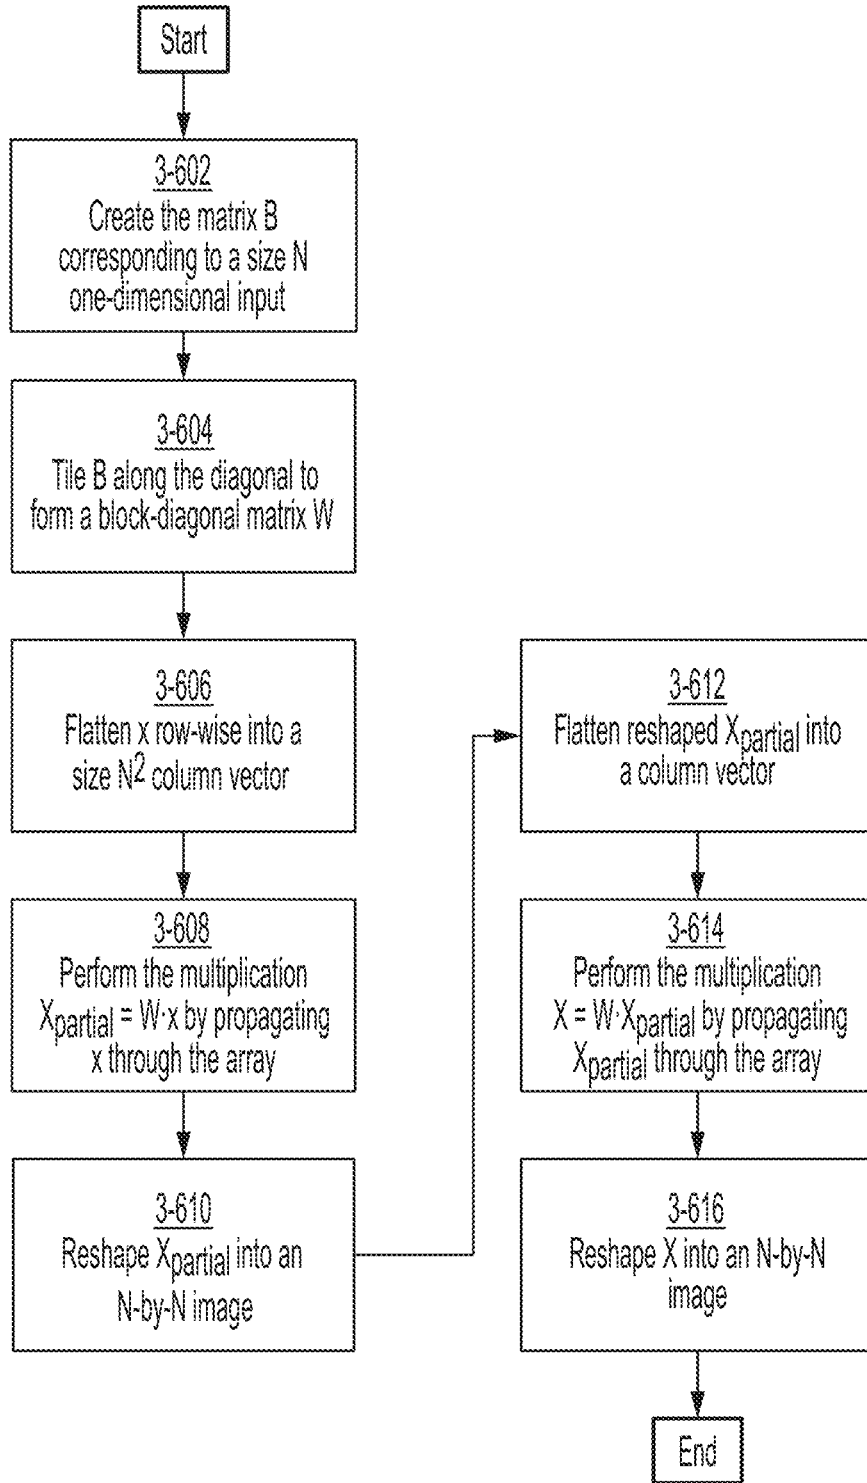 Start
3-602
Create the matrix B
corresponding to a size N
one-dimensional input
3-604
Tile B along the diagonal to
form a block-diagonal matrix W
3-606
Flatten x row-wise into a
size N² column vector
3-608
Perform the multiplication
Xpartial = W·x by propagating
x through the array
3-610
Reshape Xpartial into an
N-by-N image
3-612
Flatten reshaped Xpartial into
a column vector
3-614
Perform the multiplication
X = W·Xpartial by propagating
Xpartial through the array
3-616
Reshape X into an N-by-N
image
End